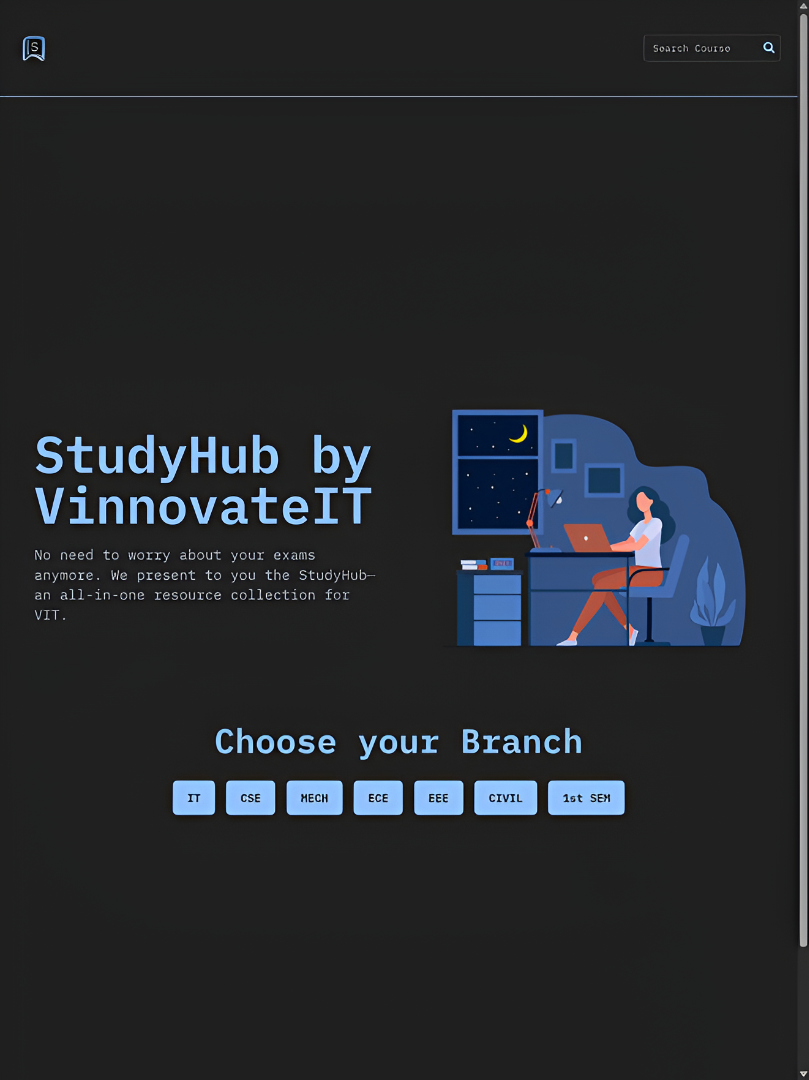 S
Search Course
StudyHub by
VinnovateIT
No need to worry about your exams
anymore. We present to you the StudyHub—
an all-in-one resource collection for
VIT.
Choose your Branch
IT CSE MECH ECE EEE CIVIL 1st SEM